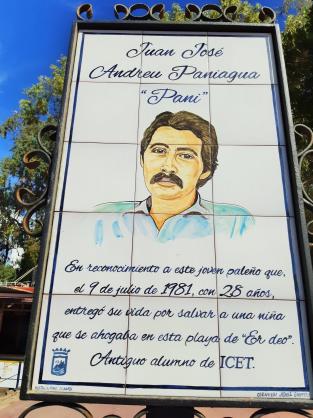 Juan José
Andreu Paniagua
"Pani"
En reconocimiento a este joven paleño que,
el 9 de julio de 1981, con 28 años,
entregó su vida por salvar a una niña
que se ahogaba en esta playa de "Er deo".
Antiguo alumno de ICET.